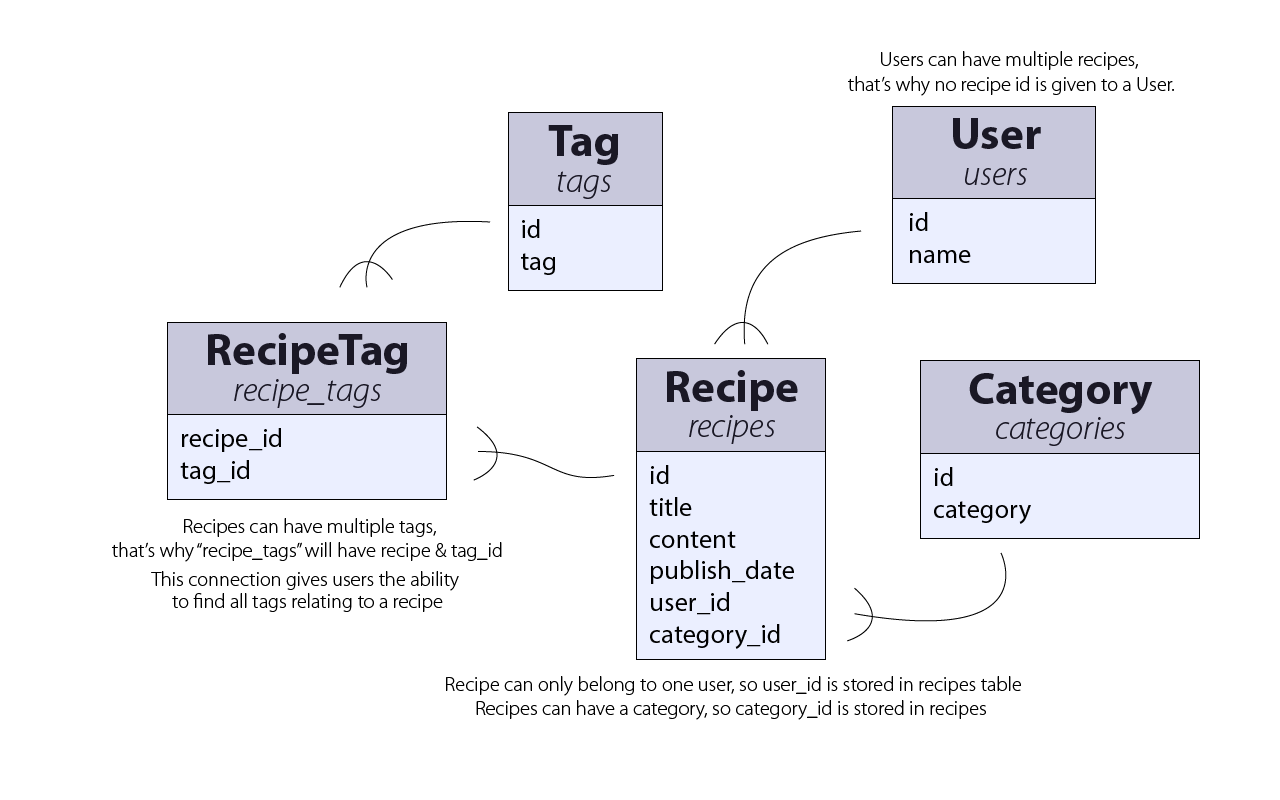 Users can have multiple recipes,
that's why no recipe id is given to a User.
Tag
tags
id
tag
User
users
id
name
RecipeTag
recipe_tags
recipe_id
tag_id
Recipes can have multiple tags,
that's why “recipe_tags” will have recipe & tag_id
This connection gives users the ability
to find all tags relating to a recipe
Recipe
recipes
id
title
content
publish_date
user_id
category_id
Category
categories
id
category
Recipe can only belong to one user, so user_id is stored in recipes table
Recipes can have a category, so category_id is stored in recipes